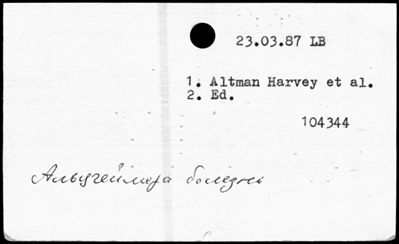 23.03.87 LB
1. Altman Harvey et al.
2. Ed.
104344
Альцгеймера болезнь